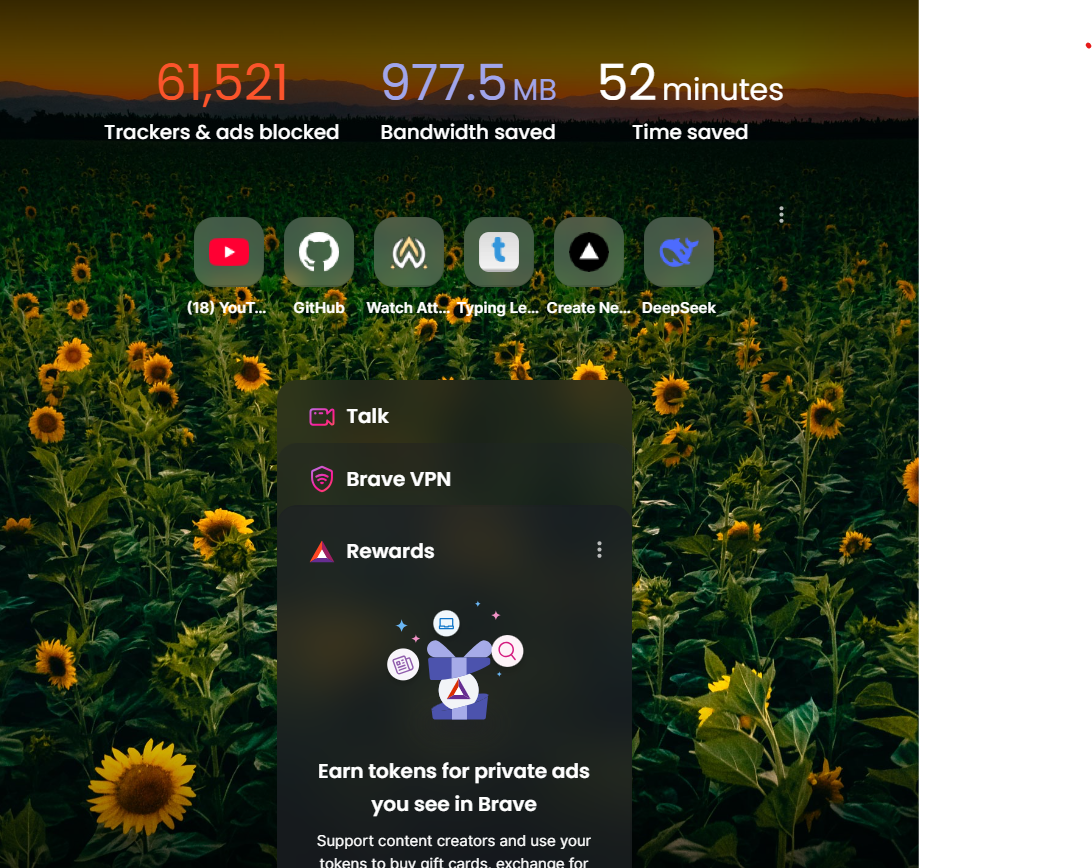 61,521
977.5 MB
52 minutes
Trackers & ads blocked
Bandwidth saved
Time saved
(18) YouT...
GitHub
Watch Att...
Typing Le...
Create Ne...
DeepSeek
Talk
Brave VPN
Rewards
Earn tokens for private ads
you see in Brave
Support content creators and use your
tokens to buy gift cards, exchange for